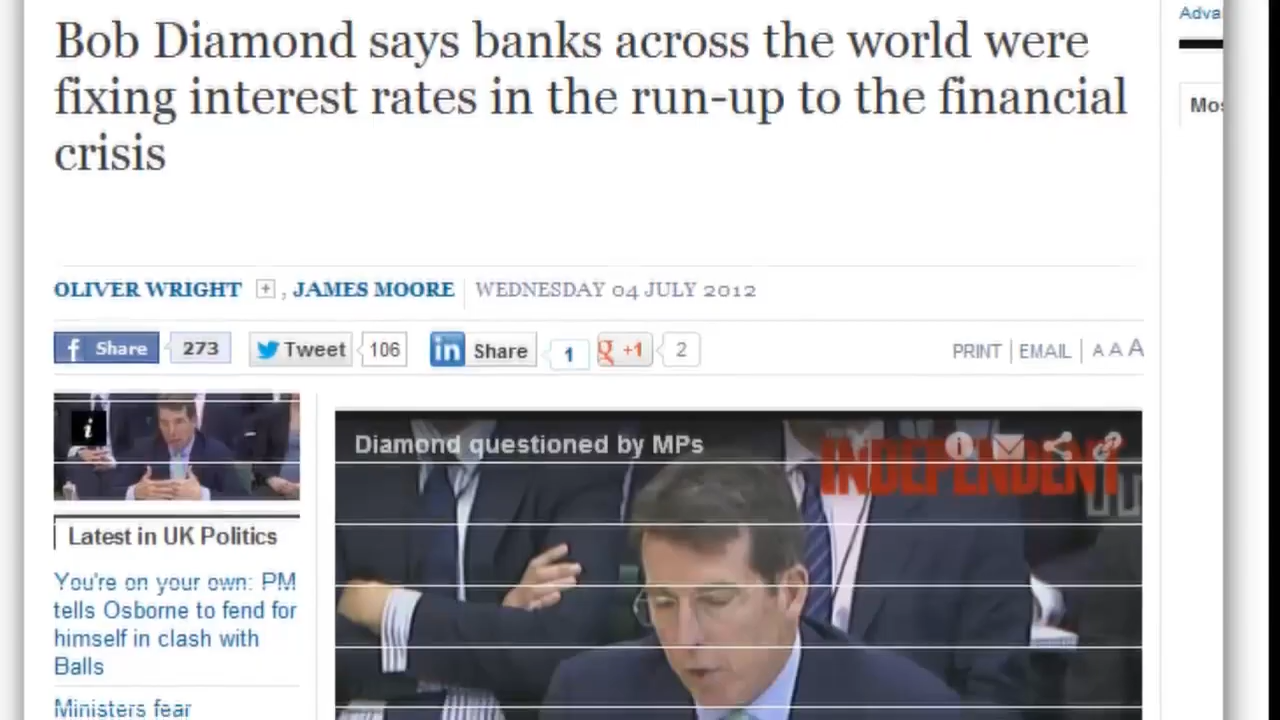 Adva
Bob Diamond says banks across the world were
fixing interest rates in the run-up to the financial
crisis
Mos
OLIVER WRIGHT + , JAMES MOORE WEDNESDAY 04 JULY 2012
f Share 273 Tweet 106 in Share 1 g +1 2 PRINT EMAIL A A A
i
Diamond questioned by MPs
INDEPENDENT
Latest in UK Politics
You're on your own: PM
tells Osborne to fend for
himself in clash with
Balls
Ministers fear